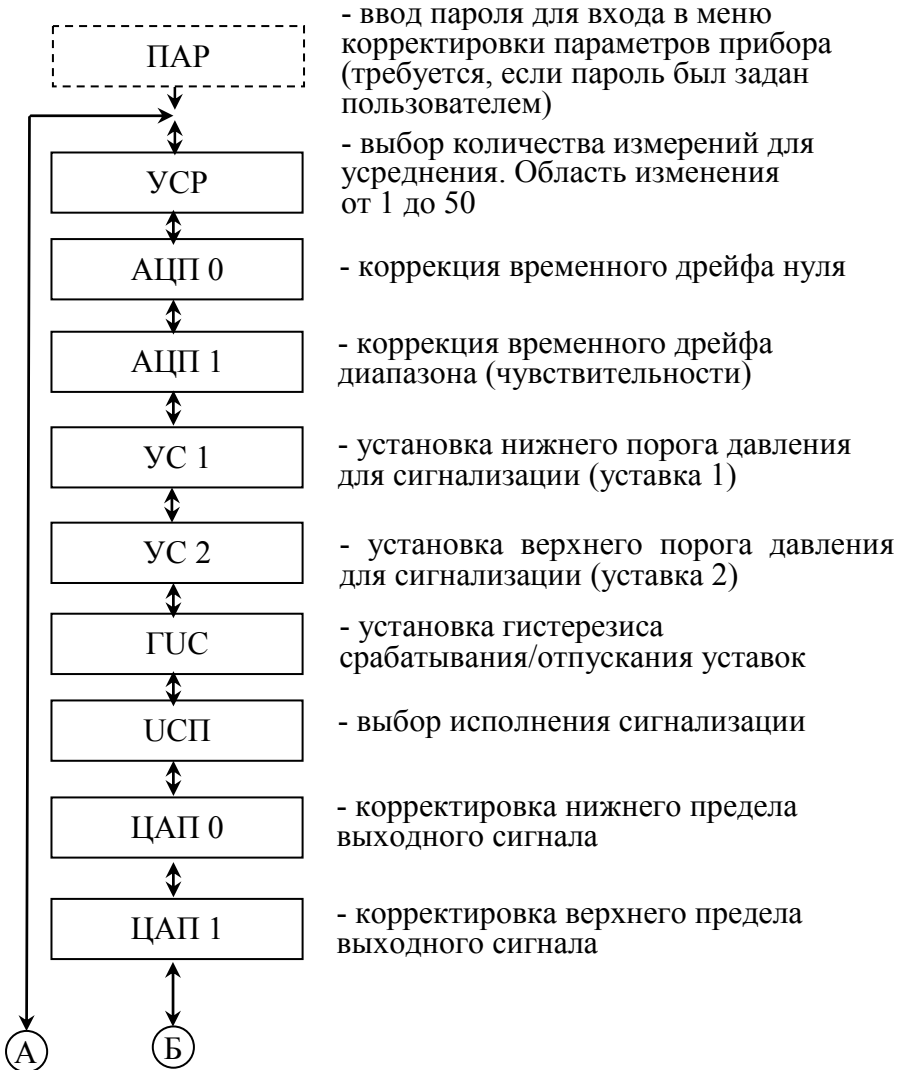 ПАР
- ввод пароля для входа в меню
корректировки параметров прибора
(требуется, если пароль был задан
пользователем)
УСР
- выбор количества измерений для
усреднения. Область изменения
от 1 до 50
АЦП 0
- коррекция временного дрейфа нуля
АЦП 1
- коррекция временного дрейфа
диапазона (чувствительности)
УС 1
- установка нижнего порога давления
для сигнализации (уставка 1)
УС 2
- установка верхнего порога давления
для сигнализации (уставка 2)
ГUС
- установка гистерезиса
срабатывания/отпускания уставок
UСП
- выбор исполнения сигнализации
ЦАП 0
- корректировка нижнего предела
выходного сигнала
ЦАП 1
- корректировка верхнего предела
выходного сигнала
А
Б